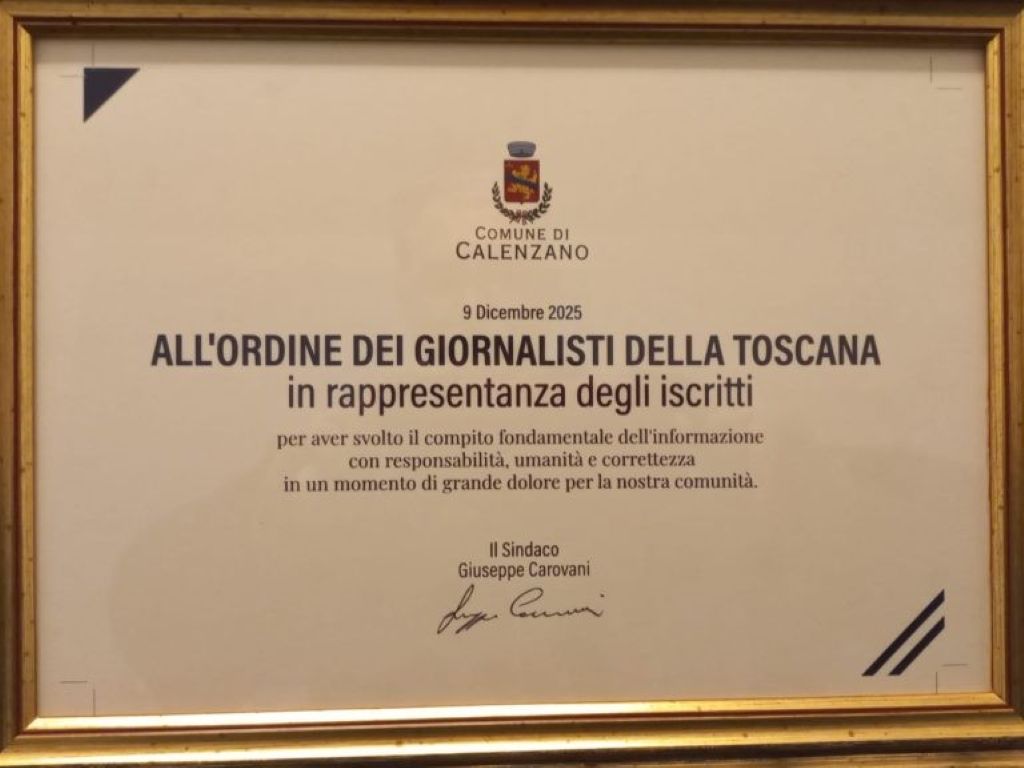 COMUNE DI
CALENZANO
9 Dicembre 2025
ALL'ORDINE DEI GIORNALISTI DELLA TOSCANA
in rappresentanza degli iscritti
per aver svolto il compito fondamentale dell'informazione
con responsabilità, umanità e correttezza
in un momento di grande dolore per la nostra comunità.
Il Sindaco
Giuseppe Carovani